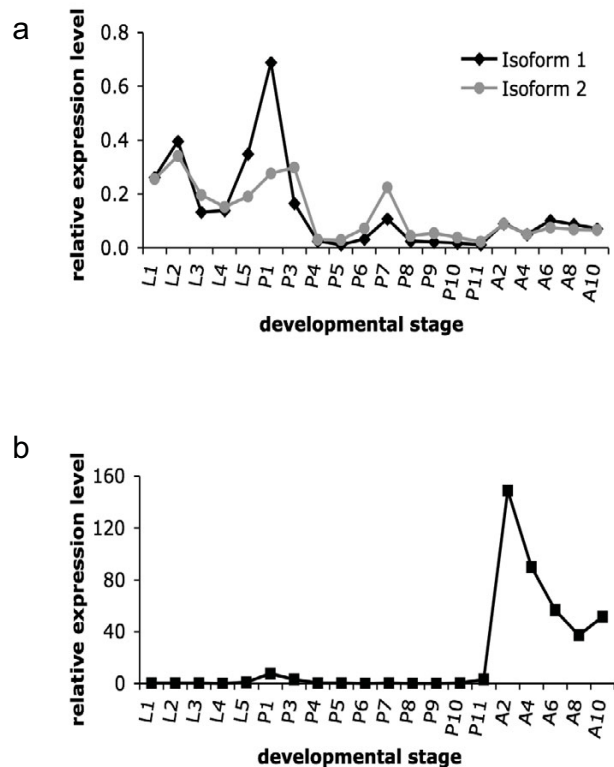 a
relative expression level
0.8
0.6
0.4
0.2
0.0
Isoform 1
Isoform 2
L1 L2 L3 L4 L5 P1 P3 P4 P5 P6 P7 P8 P9 P10 P11 A2 A4 A6 A8 A10
developmental stage
b
relative expression level
160
120
80
40
0
L1 L2 L3 L4 L5 P1 P3 P4 P5 P6 P7 P8 P9 P10 P11 A2 A4 A6 A8 A10
developmental stage